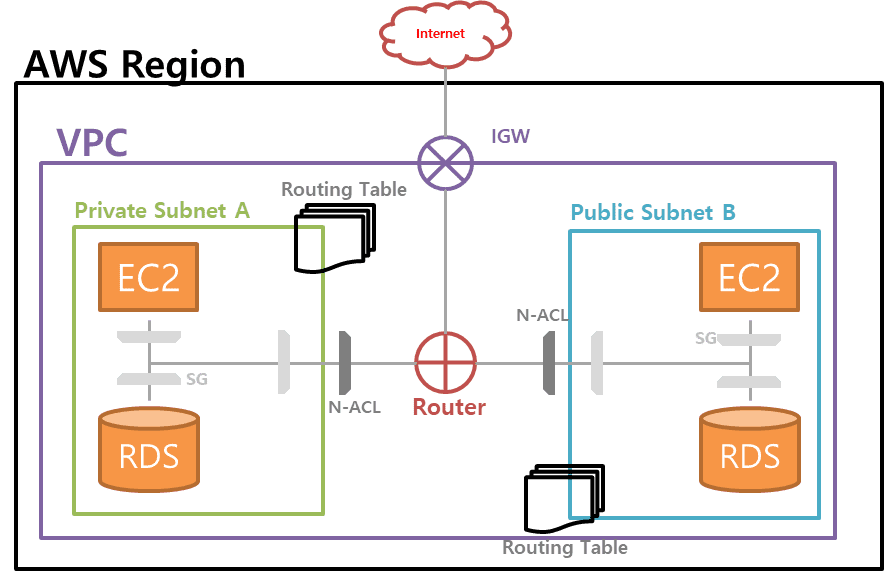 Internet
AWS Region
IGW
VPC
Routing Table
Private Subnet A
Public Subnet B
EC2
EC2
N-ACL
SG
SG
N-ACL
Router
RDS
RDS
Routing Table